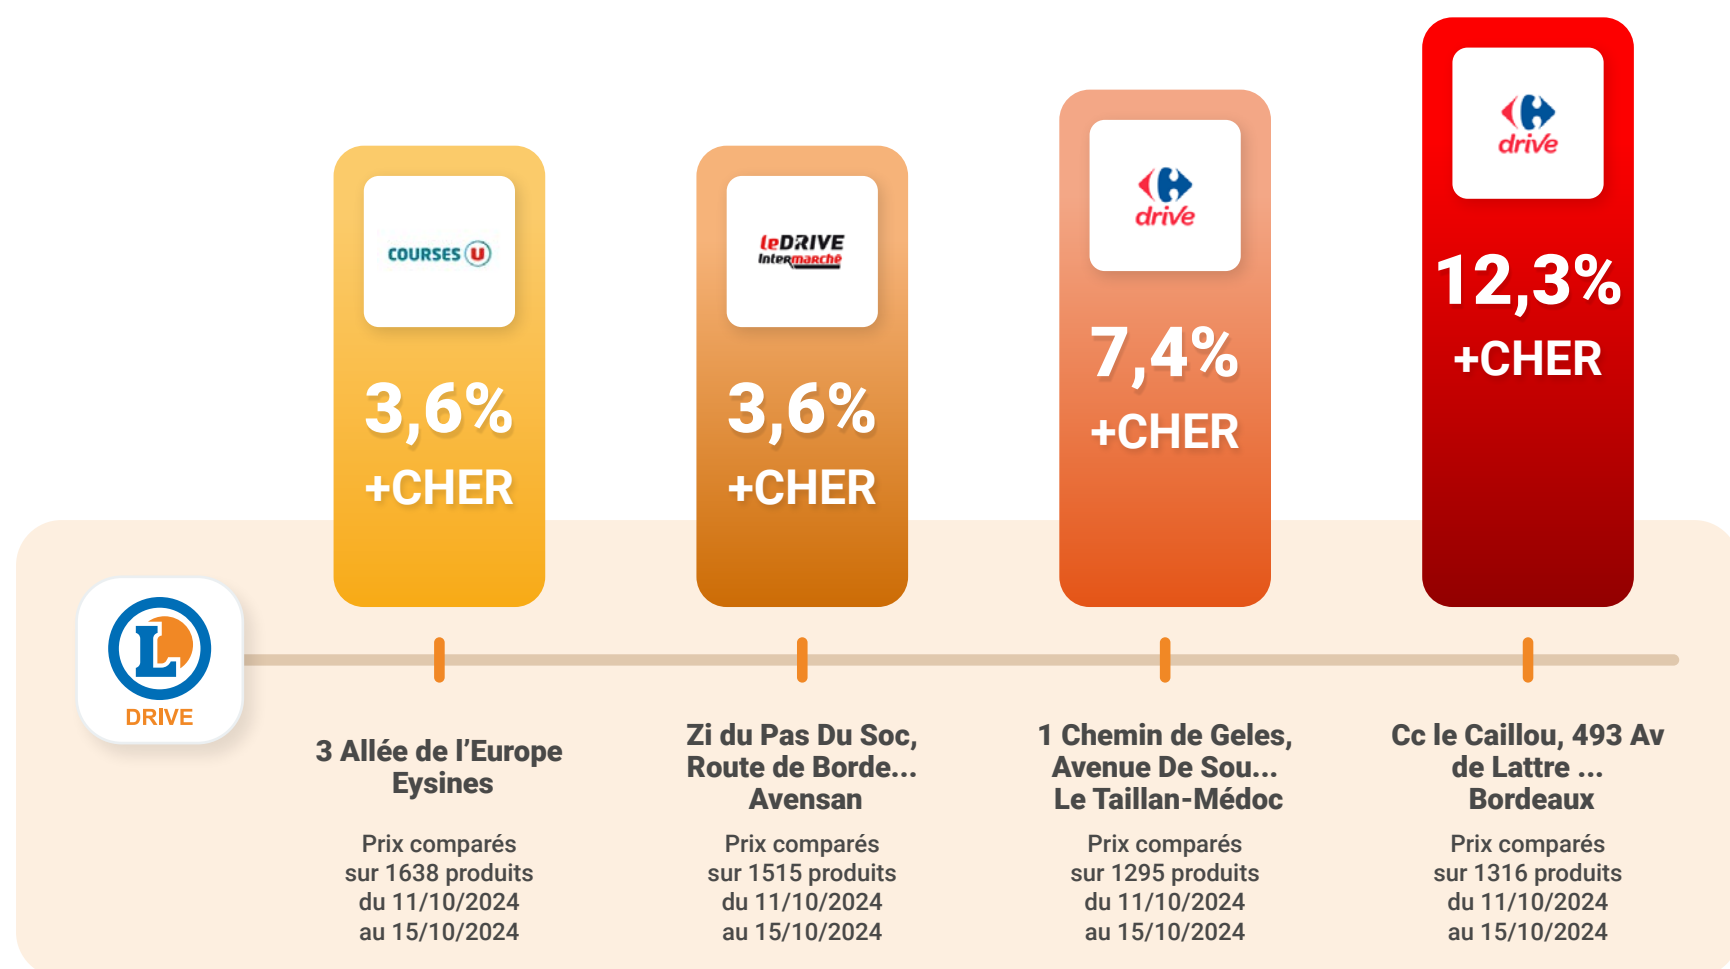 COURSES U
3,6%
+CHER
leDRIVE
Intermarché
3,6%
+CHER
drive
7,4%
+CHER
drive
12,3%
+CHER
L
DRIVE
3 Allée de l’Europe
Eysines
Prix comparés
sur 1638 produits
du 11/10/2024
au 15/10/2024
Zi du Pas Du Soc,
Route de Borde...
Avensan
Prix comparés
sur 1515 produits
du 11/10/2024
au 15/10/2024
1 Chemin de Geles,
Avenue De Sou...
Le Taillan-Médoc
Prix comparés
sur 1295 produits
du 11/10/2024
au 15/10/2024
Cc le Caillou, 493 Av
de Lattre ...
Bordeaux
Prix comparés
sur 1316 produits
du 11/10/2024
au 15/10/2024